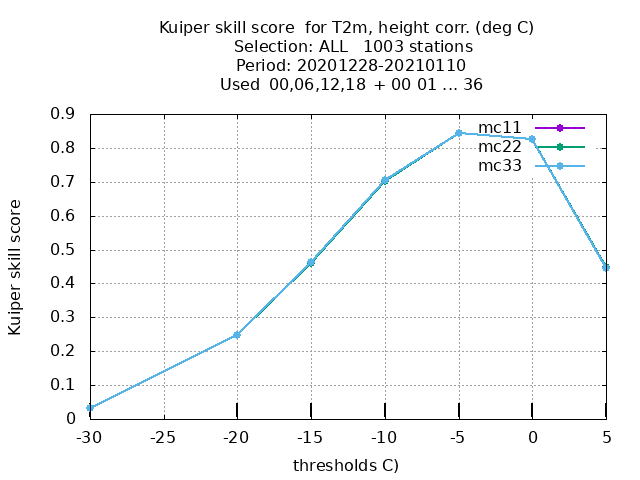 Kuiper skill score  for T2m, height corr. (deg C)
Selection: ALL   1003 stations
Period: 20201228-20210110
Used  00,06,12,18  + 00 01 ... 36
Kuiper skill score
0.9
0.8
0.7
0.6
0.5
0.4
0.3
0.2
0.1
0
mc11
mc22
mc33
-30 -25 -20 -15 -10 -5 0 5
thresholds C)